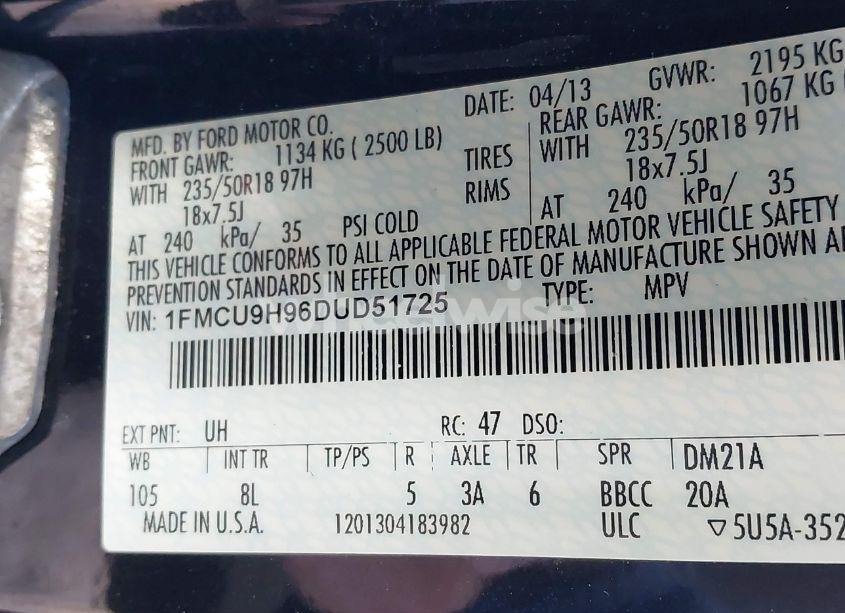 MFD. BY FORD MOTOR CO.
DATE: 04/13 GVWR: 2195 KG
FRONT GAWR: 1134 KG ( 2500 LB) REAR GAWR: 1067 KG (
WITH 235/50R18 97H TIRES WITH 235/50R18 97H
18x7.5J RIMS 18x7.5J
AT 240 kPa/ 35 PSI COLD AT 240 kPa/ 35
THIS VEHICLE CONFORMS TO ALL APPLICABLE FEDERAL MOTOR VEHICLE SAFETY
PREVENTION STANDARDS IN EFFECT ON THE DATE OF MANUFACTURE SHOWN
VIN: 1FMCU9H96DUD51725 TYPE: MPV
wheelwise
EXT PNT: UH RC: 47 DSO:
WB INT TR TP/PS R AXLE TR SPR DM21A
105 8L 5 3A 6 BBCC 20A
MADE IN U.S.A. 1201304183982 ULC ▽5U5A-352